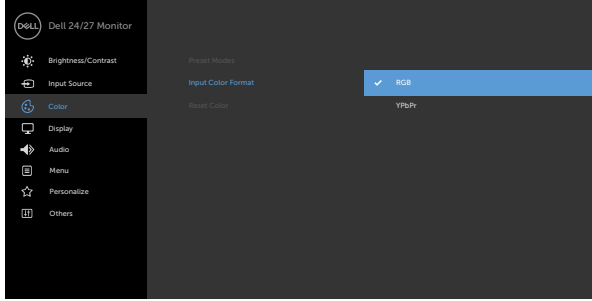 DELL Dell 24/27 Monitor
Brightness/Contrast Preset Modes
Input Source Input Color Format RGB
Color Reset Color YPbPr
Display
Audio
Menu
Personalize
Others